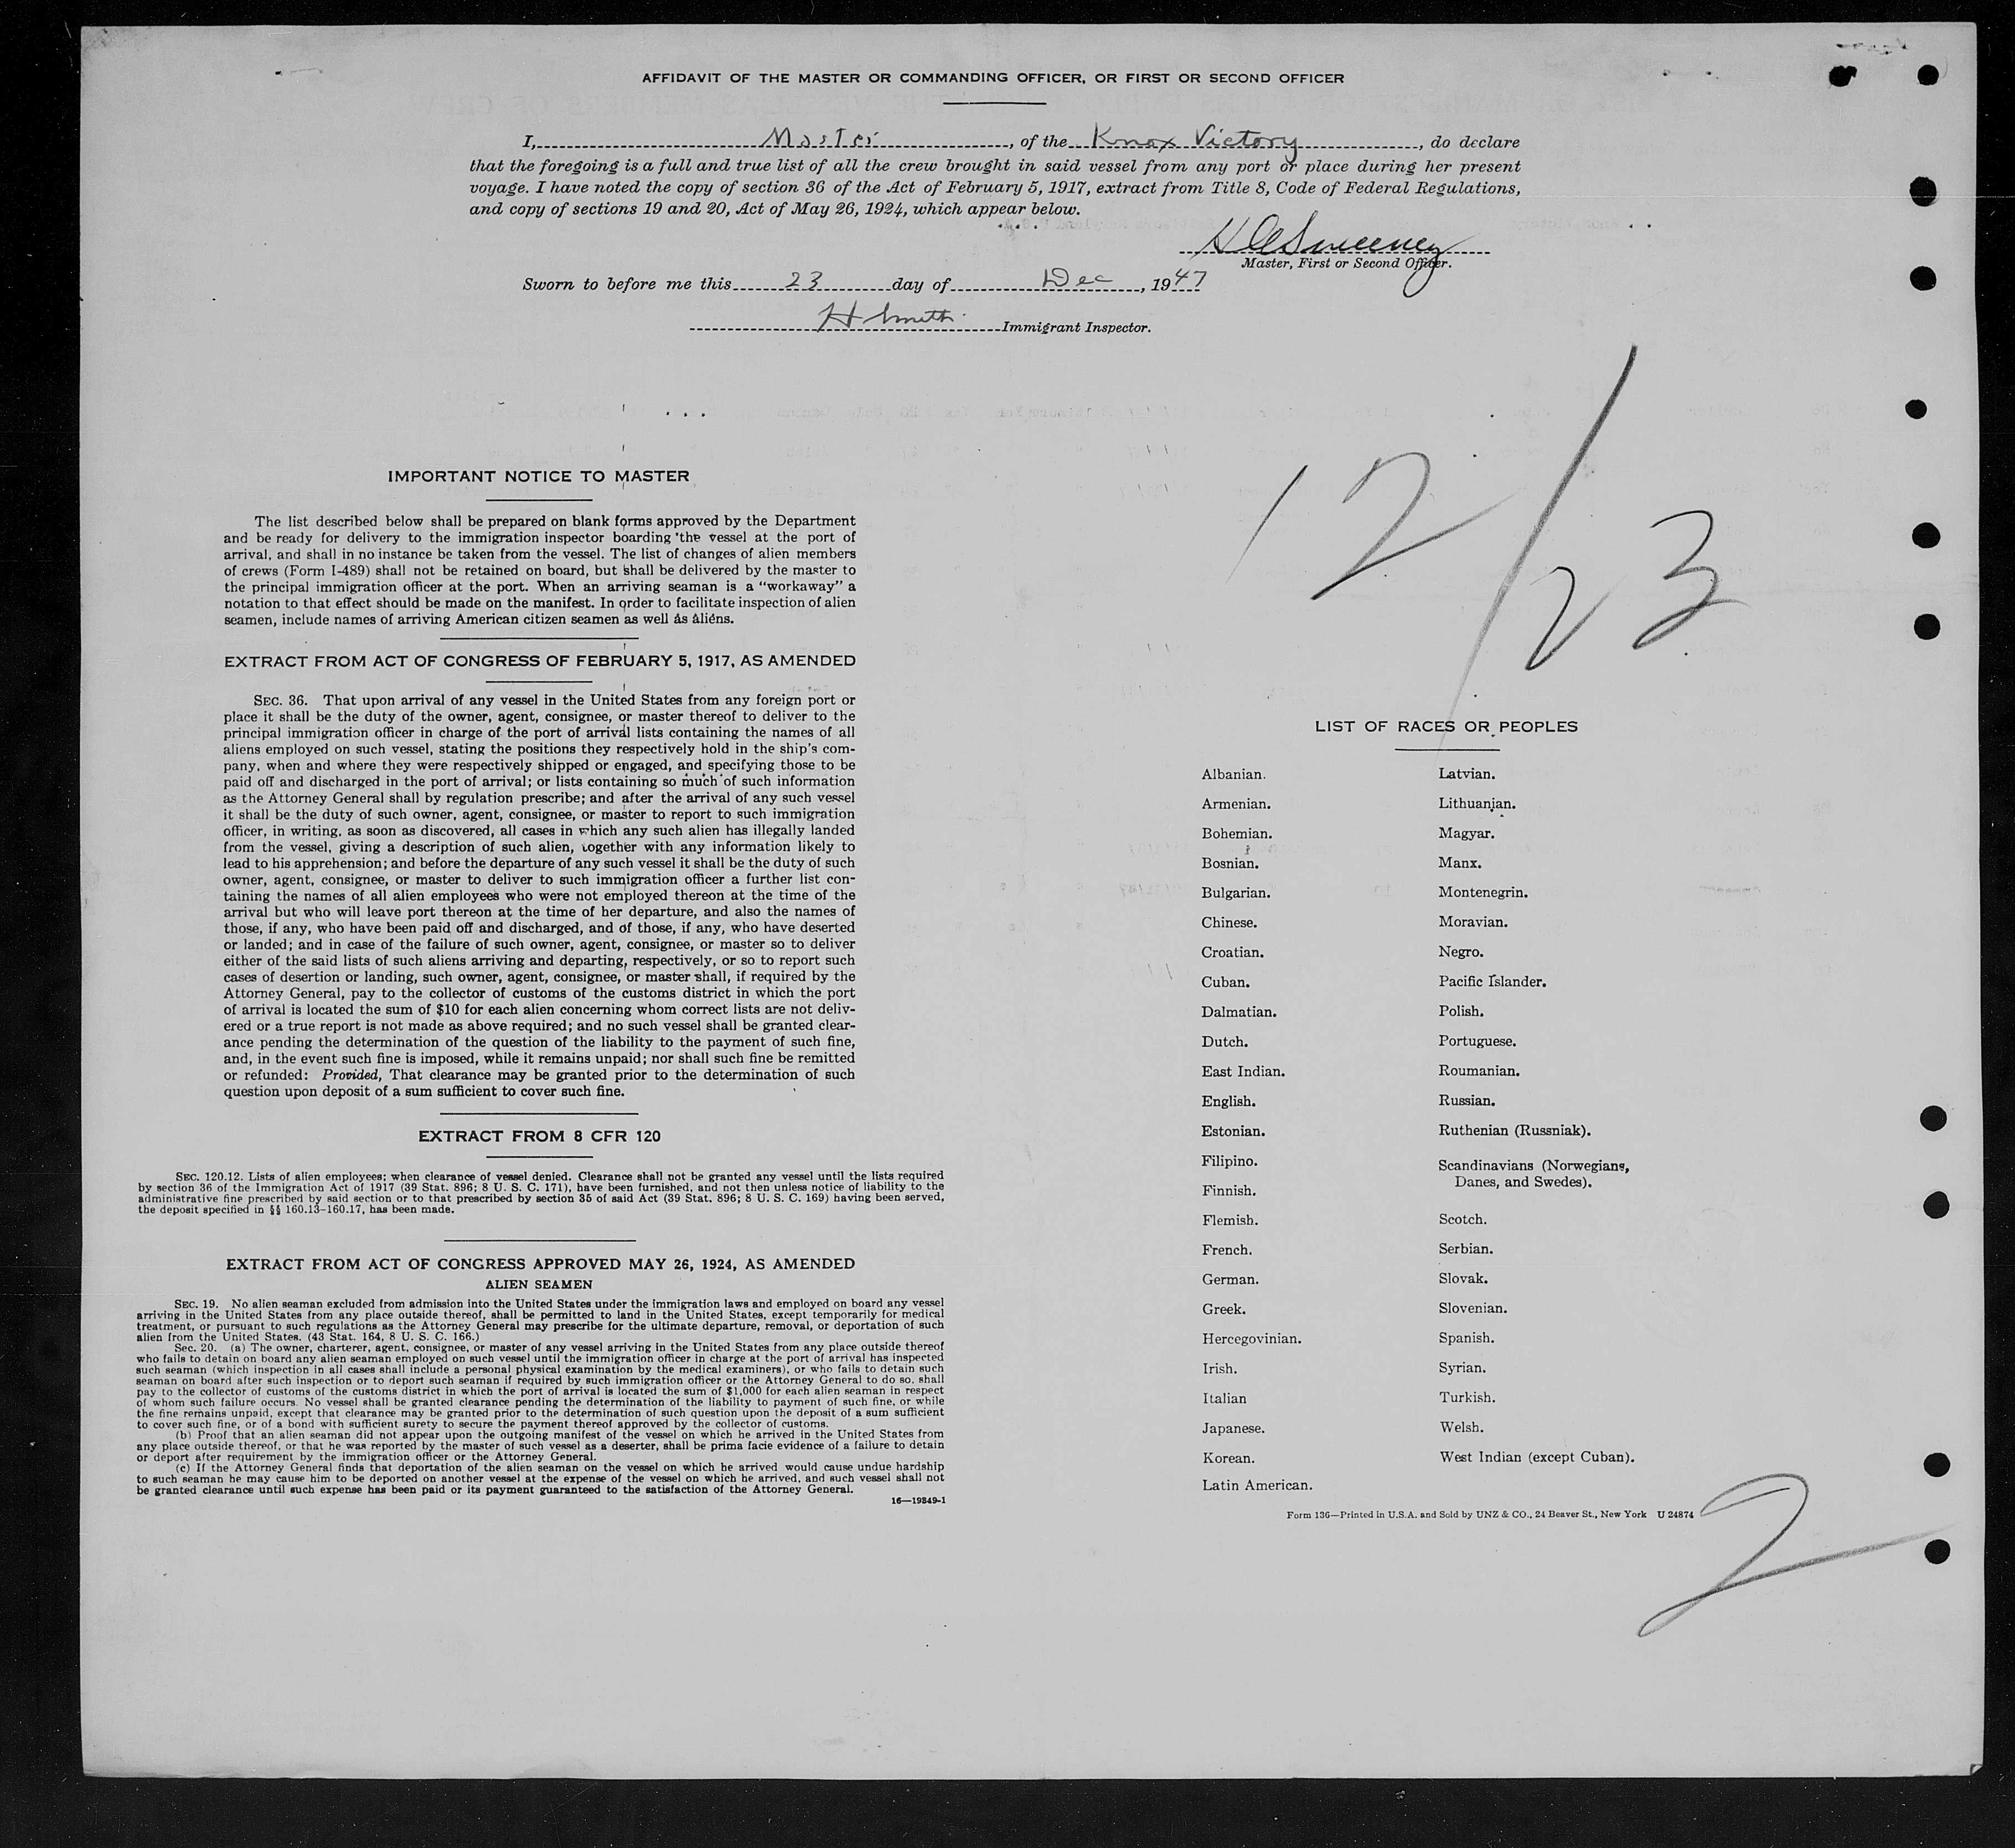 AFFIDAVIT OF THE MASTER OR COMMANDING OFFICER, OR FIRST OR SECOND OFFICER
I, Master, of the Knox Victory, do declare
that the foregoing is a full and true list of all the crew brought in said vessel from any port or place during her present
voyage. I have noted the copy of section 36 of the Act of February 5, 1917, extract from Title 8, Code of Federal Regulations,
and copy of sections 19 and 20, Act of May 26, 1924, which appear below.
Sweeney
Master, First or Second Officer.
Sworn to before me this 23 day of Dec, 1947
H Smith Immigrant Inspector.
12/23
IMPORTANT NOTICE TO MASTER
The list described below shall be prepared on blank forms approved by the Department
and be ready for delivery to the immigration inspector boarding the vessel at the port of
arrival, and shall in no instance be taken from the vessel. The list of changes of alien members
of crews (Form I-489) shall not be retained on board, but shall be delivered by the master to
the principal immigration officer at the port. When an arriving seaman is a “workaway” a
notation to that effect should be made on the manifest. In order to facilitate inspection of alien
seamen, include names of arriving American citizen seamen as well as aliens.
EXTRACT FROM ACT OF CONGRESS OF FEBRUARY 5, 1917, AS AMENDED
SEC. 36. That upon arrival of any vessel in the United States from any foreign port or
place it shall be the duty of the owner, agent, consignee, or master thereof to deliver to the
principal immigration officer in charge of the port of arrival lists containing the names of all
aliens employed on such vessel, stating the positions they respectively hold in the ship's com-
pany, when and where they were respectively shipped or engaged, and specifying those to be
paid off and discharged in the port of arrival; or lists containing so much of such information
as the Attorney General shall by regulation prescribe; and after the arrival of any such vessel
it shall be the duty of such owner, agent, consignee, or master to report to such immigration
officer, in writing, as soon as discovered, all cases in which any such alien has illegally landed
from the vessel, giving a description of such alien, together with any information likely to
lead to his apprehension; and before the departure of any such vessel it shall be the duty of such
owner, agent, consignee, or master to deliver to such immigration officer a further list con-
taining the names of all alien employees who were not employed thereon at the time of the
arrival but who will leave port thereon at the time of her departure, and also the names of
those, if any, who have been paid off and discharged, and of those, if any, who have deserted
or landed; and in case of the failure of such owner, agent, consignee, or master so to deliver
either of the said lists of such aliens arriving and departing, respectively, or so to report such
cases of desertion or landing, such owner, agent, consignee, or master shall, if required by the
Attorney General, pay to the collector of customs of the customs district in which the port
of arrival is located the sum of $10 for each alien concerning whom correct lists are not deliv-
ered or a true report is not made as above required; and no such vessel shall be granted clear-
ance pending the determination of the question of the liability to the payment of such fine,
and, in the event such fine is imposed, while it remains unpaid; nor shall such fine be remitted
or refunded: Provided, That clearance may be granted prior to the determination of such
question upon deposit of a sum sufficient to cover such fine.
EXTRACT FROM 8 CFR 120
SEC. 120.12. Lists of alien employees; when clearance of vessel denied. Clearance shall not be granted any vessel until the lists required
by section 36 of the Immigration Act of 1917 (39 Stat. 896; 8 U. S. C. 171), have been furnished, and not then unless notice of liability to the
administrative fine prescribed by said section or to that prescribed by section 35 of said Act (39 Stat. 896; 8 U. S. C. 169) having been served,
the deposit specified in §§ 160.13-160.17, has been made.
EXTRACT FROM ACT OF CONGRESS APPROVED MAY 26, 1924, AS AMENDED
ALIEN SEAMEN
SEC. 19. No alien seaman excluded from admission into the United States under the immigration laws and employed on board any vessel
arriving in the United States from any place outside thereof, shall be permitted to land in the United States, except temporarily for medical
treatment, or pursuant to such regulations as the Attorney General may prescribe for the ultimate departure, removal, or deportation of such
alien from the United States. (43 Stat. 164, 8 U. S. C. 166.)
Sec. 20. (a) The owner, charterer, agent, consignee, or master of any vessel arriving in the United States from any place outside thereof
who fails to detain on board any alien seaman employed on such vessel until the immigration officer in charge at the port of arrival has inspected
such seaman (which inspection in all cases shall include a personal physical examination by the medical examiners), or who fails to detain such
seaman on board after such inspection or to deport such seaman if required by such immigration officer or the Attorney General to do so, shall
pay to the collector of customs of the customs district in which the port of arrival is located the sum of $1,000 for each alien seaman in respect
of whom such failure occurs. No vessel shall be granted clearance pending the determination of the liability to payment of such fine, or while
the fine remains unpaid, except that clearance may be granted prior to the determination of such question upon the deposit of a sum sufficient
to cover such fine, or of a bond with sufficient surety to secure the payment thereof approved by the collector of customs.
(b) Proof that an alien seaman did not appear upon the outgoing manifest of the vessel on which he arrived in the United States from
any place outside thereof, or that he was reported by the master of such vessel as a deserter, shall be prima facie evidence of a failure to detain
or deport after requirement by the immigration officer or the Attorney General.
(c) If the Attorney General finds that deportation of the alien seaman on the vessel on which he arrived would cause undue hardship
to such seaman he may cause him to be deported on another vessel at the expense of the vessel on which he arrived, and such vessel shall not
be granted clearance until such expense has been paid or its payment guaranteed to the satisfaction of the Attorney General.
16—19849-1
LIST OF RACES OR PEOPLES
Albanian.
Armenian.
Bohemian.
Bosnian.
Bulgarian.
Chinese.
Croatian.
Cuban.
Dalmatian.
Dutch.
East Indian.
English.
Estonian.
Filipino.
Finnish.
Flemish.
French.
German.
Greek.
Hercegovinian.
Irish.
Italian
Japanese.
Korean.
Latin American.
Latvian.
Lithuanian.
Magyar.
Manx.
Montenegrin.
Moravian.
Negro.
Pacific Islander.
Polish.
Portuguese.
Roumanian.
Russian.
Ruthenian (Russniak).
Scandinavians (Norwegians,
Danes, and Swedes).
Scotch.
Serbian.
Slovak.
Slovenian.
Spanish.
Syrian.
Turkish.
Welsh.
West Indian (except Cuban).
Form 136—Printed in U.S.A. and Sold by UNZ & CO., 24 Beaver St., New York U 24874
2